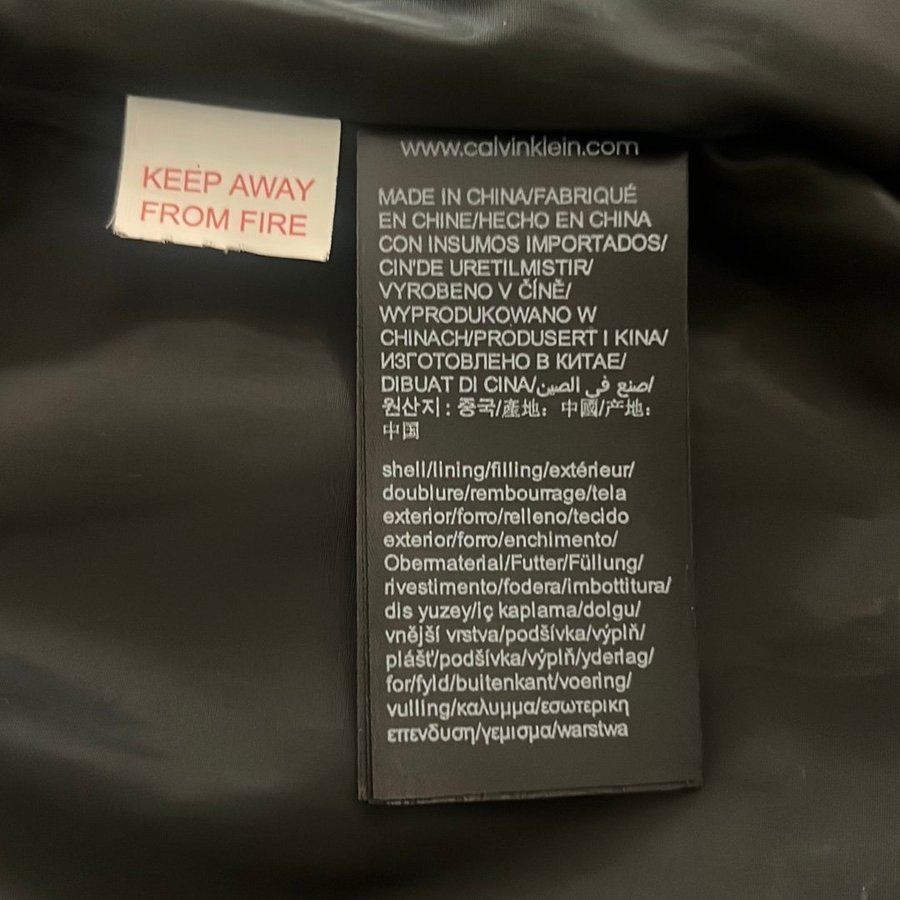 KEEP AWAY
FROM FIRE
www.calvinklein.com
MADE IN CHINA/FABRIQUÉ
EN CHINE/HECHO EN CHINA
CON INSUMOS IMPORTADOS/
CIN'DE URETILMISTIR/
VYROBENO V ČÍNĚ/
WYPRODUKOWANO W
CHINACH/PRODUSERT I KINA/
ИЗГОТОВЛЕНО В КИТАЕ/
DIBUAT DI CINA/صنع في الصين/
원산지 : 중국/產地：中國/产地：
中国
shell/lining/filling/extérieur/
doublure/rembourrage/tela
exterior/forro/relleno/tecido
exterior/forro/enchimento/
Obermaterial/Futter/Füllung/
rivestimento/fodera/imbottitura/
dis yuzey/iç kaplama/dolgu/
vnější vrstva/podšívka/výplň/
plášť/podšívka/výplň/yderlag/
for/fyld/buitenkant/voering/
vulling/καλυμμα/εσωτερικη
επενδυση/γεμισμα/warstwa